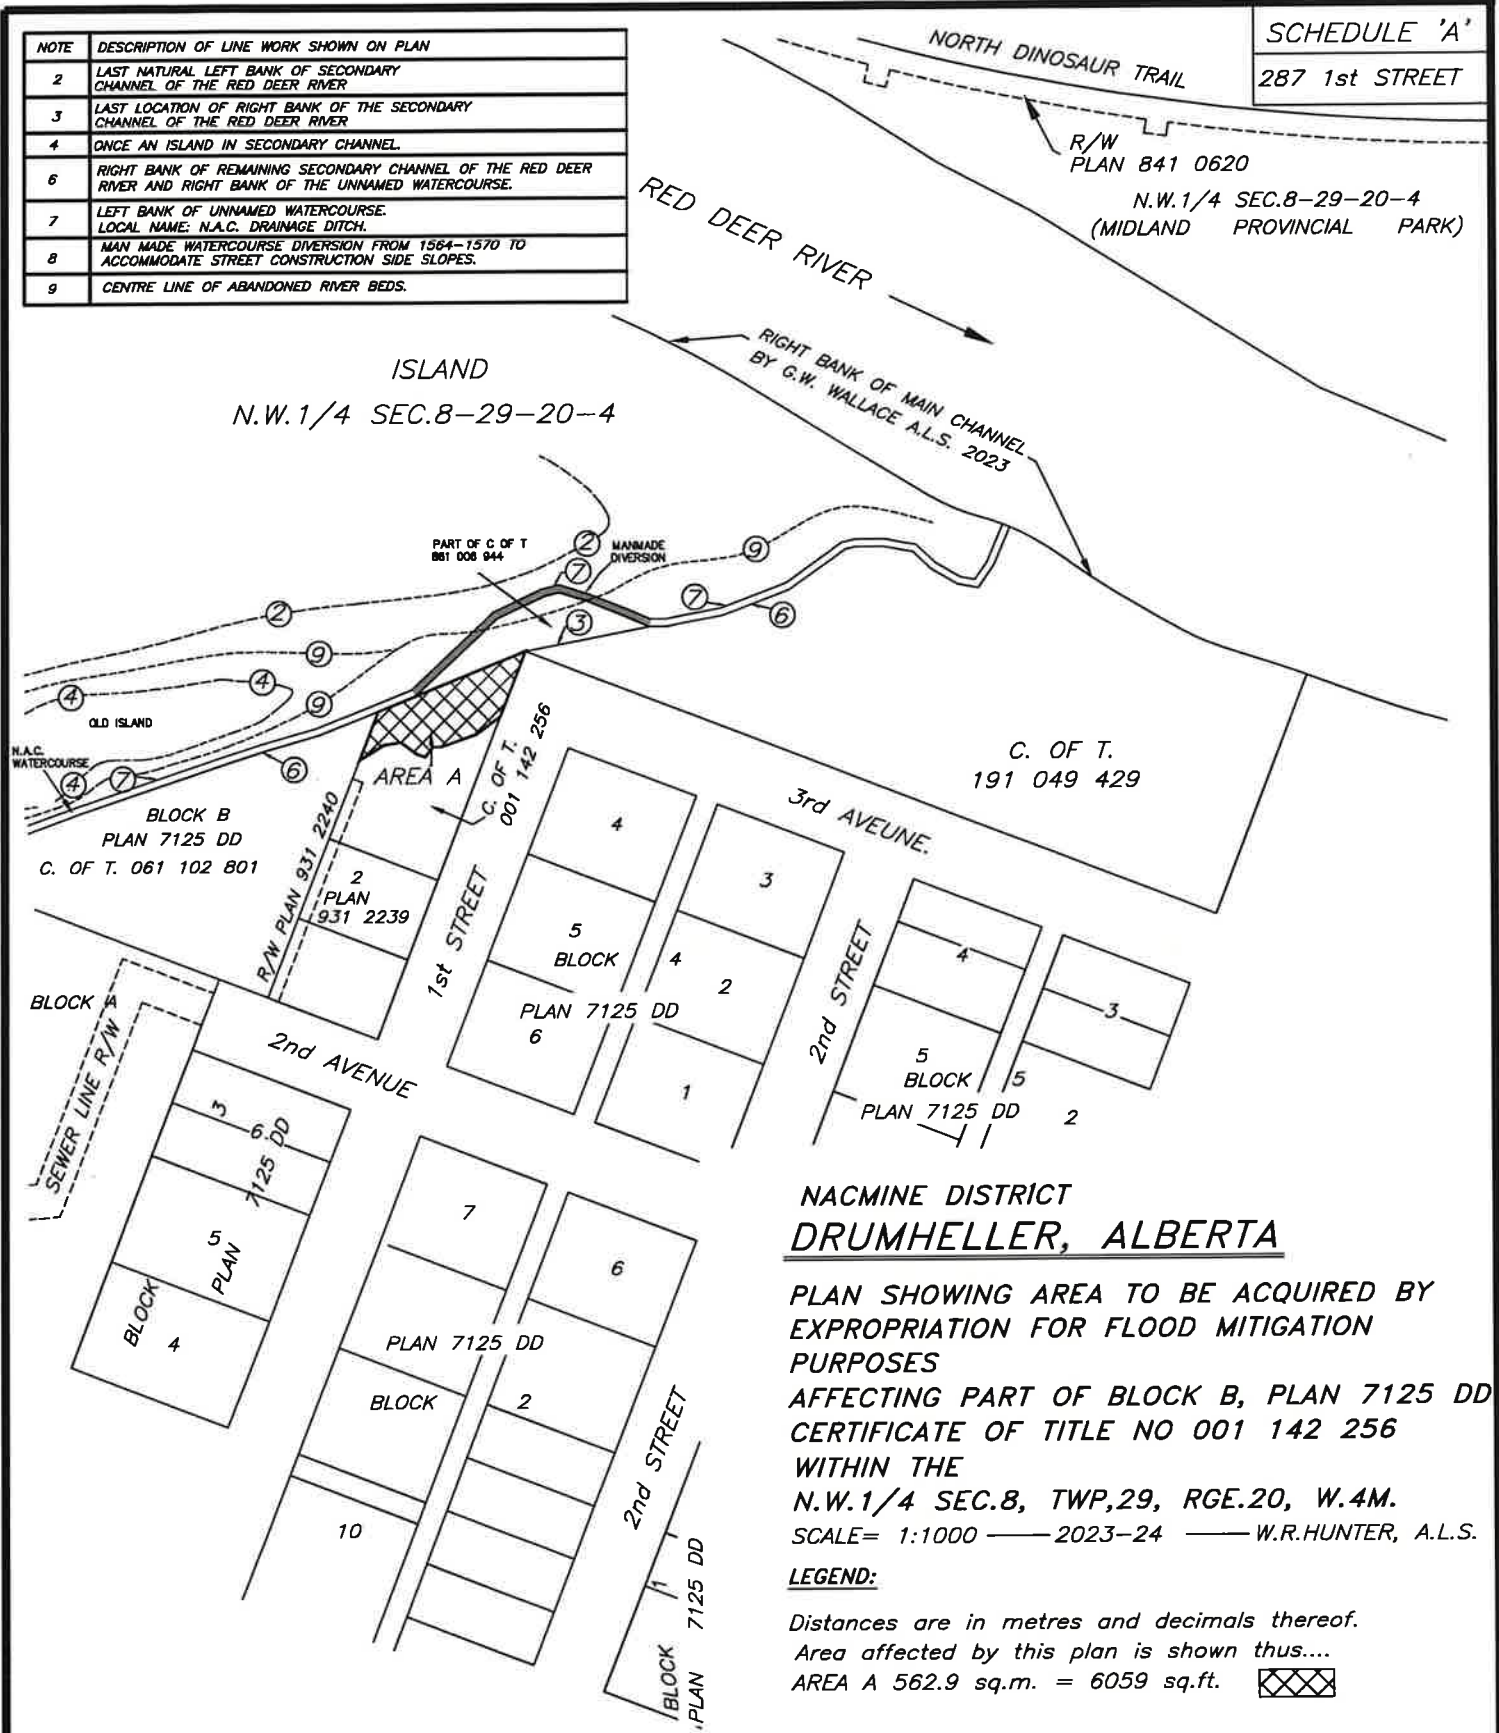 SCHEDULE 'A'
287 1st STREET
NOTE DESCRIPTION OF LINE WORK SHOWN ON PLAN
2 LAST NATURAL LEFT BANK OF SECONDARY
CHANNEL OF THE RED DEER RIVER
3 LAST LOCATION OF RIGHT BANK OF THE SECONDARY
CHANNEL OF THE RED DEER RIVER
4 ONCE AN ISLAND IN SECONDARY CHANNEL.
6 RIGHT BANK OF REMAINING SECONDARY CHANNEL OF THE RED DEER
RIVER AND RIGHT BANK OF THE UNNAMED WATERCOURSE.
7 LEFT BANK OF UNNAMED WATERCOURSE.
LOCAL NAME: N.A.C. DRAINAGE DITCH.
8 MAN MADE WATERCOURSE DIVERSION FROM 1564-1570 TO
ACCOMMODATE STREET CONSTRUCTION SIDE SLOPES.
9 CENTRE LINE OF ABANDONED RIVER BEDS.
NORTH DINOSAUR TRAIL
R/W
PLAN 841 0620
N.W.1/4 SEC.8-29-20-4
(MIDLAND PROVINCIAL PARK)
RED DEER RIVER
RIGHT BANK OF MAIN CHANNEL
BY G.W. WALLACE A.L.S. 2023
ISLAND
N.W.1/4 SEC.8-29-20-4
PART OF C OF T
861 006 944
2
MANMADE
DIVERSION
9
7
2
7
6
3
9
4
4
9
OLD ISLAND
N.A.C.
WATERCOURSE
4
7
6
AREA A
C. OF T.
001 142 256
C. OF T.
191 049 429
BLOCK B
PLAN 7125 DD
C. OF T. 061 102 801
R/W PLAN 931 2240
2
PLAN
931 2239
1st STREET
3rd AVEUNE.
4
3
5
BLOCK 4
2
PLAN 7125 DD
6
1
2nd STREET
4
3
5
BLOCK 5
PLAN 7125 DD
2
BLOCK A
SEWER LINE R/W
2nd AVENUE
3
6
5
4
BLOCK
PLAN 7125 DD
7
6
PLAN 7125 DD
BLOCK 2
10
2nd STREET
1
BLOCK
PLAN 7125 DD
NACMINE DISTRICT
DRUMHELLER, ALBERTA
PLAN SHOWING AREA TO BE ACQUIRED BY
EXPROPRIATION FOR FLOOD MITIGATION
PURPOSES
AFFECTING PART OF BLOCK B, PLAN 7125 DD
CERTIFICATE OF TITLE NO 001 142 256
WITHIN THE
N.W.1/4 SEC.8, TWP,29, RGE.20, W.4M.
SCALE= 1:1000 —— 2023-24 —— W.R.HUNTER, A.L.S.
LEGEND:
Distances are in metres and decimals thereof.
Area affected by this plan is shown thus....
AREA A 562.9 sq.m. = 6059 sq.ft.